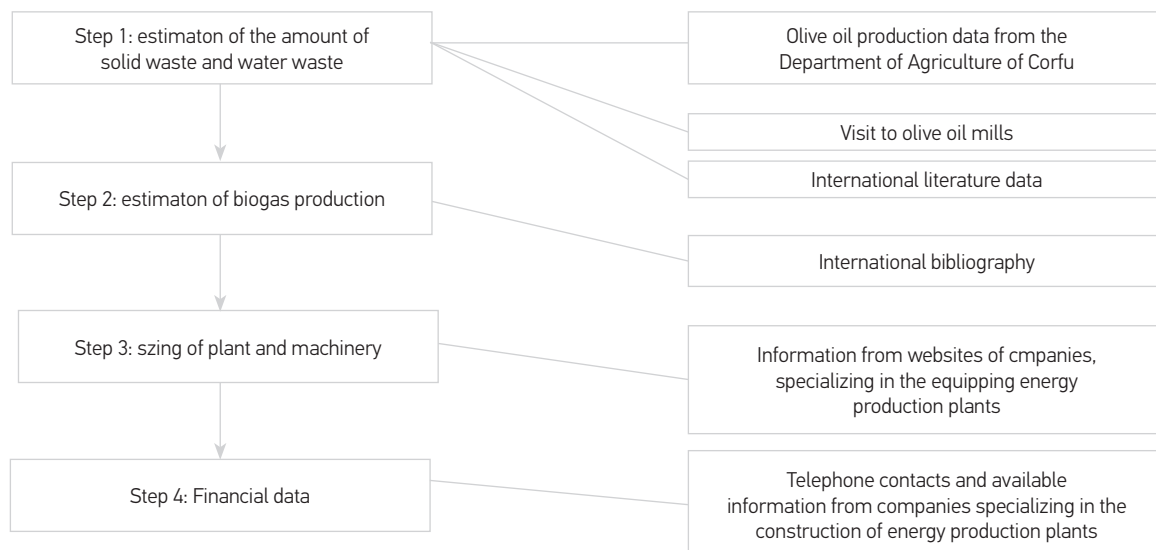 Step 1: estimaton of the amount of
solid waste and water waste
Olive oil production data from the
Department of Agriculture of Corfu
Visit to olive oil mills
International literature data
Step 2: estimaton of biogas production
International bibliography
Step 3: szing of plant and machinery
Information from websites of cmpanies,
specializing in the equipping energy
production plants
Step 4: Financial data
Telephone contacts and available
information from companies specializing in the
construction of energy production plants